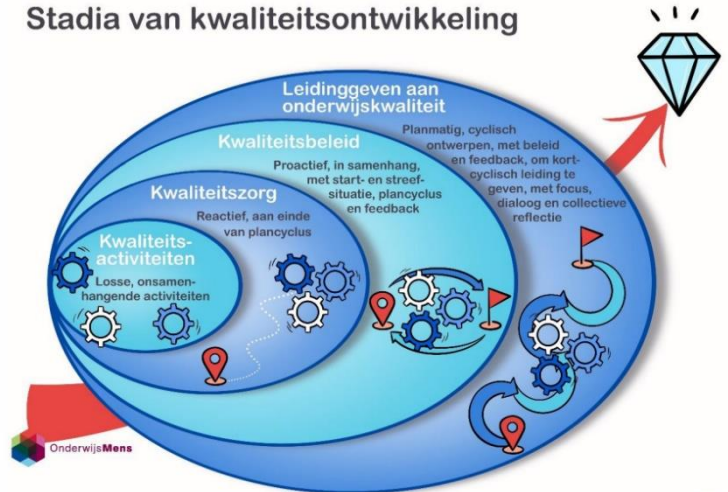 Stadia van kwaliteitsontwikkeling
Leidinggeven aan
onderwijskwaliteit
Planmatig, cyclisch
ontwerpen, met beleid
en feedback, om kort-
cyclisch leiding te
geven, met focus,
dialoog en collectieve
reflectie
Kwaliteitsbeleid
Proactief, in samenhang,
met start- en streef-
situatie, plancyclus
en feedback
Kwaliteitszorg
Reactief, aan einde
van plancyclus
Kwaliteits-
activiteiten
Losse, onsamen-
hangende activiteiten
OnderwijsMens